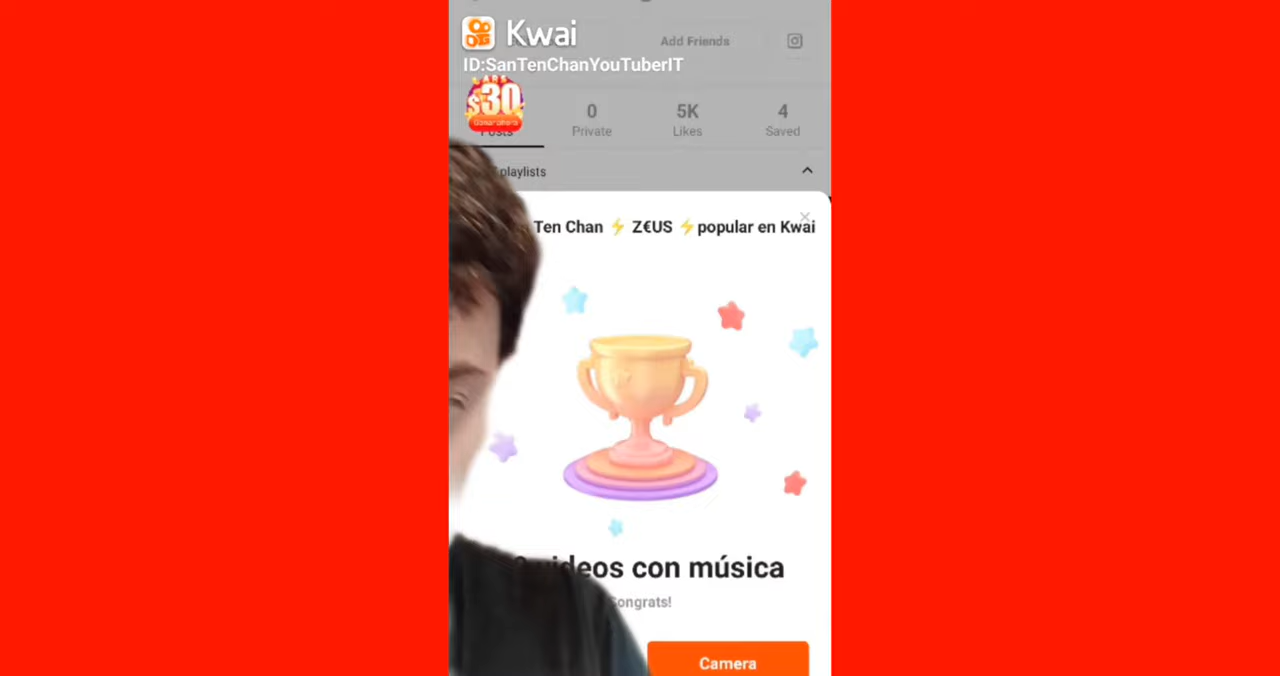 Kwai
Add Friends
ID:SanTenChanYouTuberIT
$30
0
5K
4
Posts
Private
Likes
Saved
playlists
Ten Chan ⚡ Z€US ⚡popular en Kwai
videos con música
Congrats!
Camera